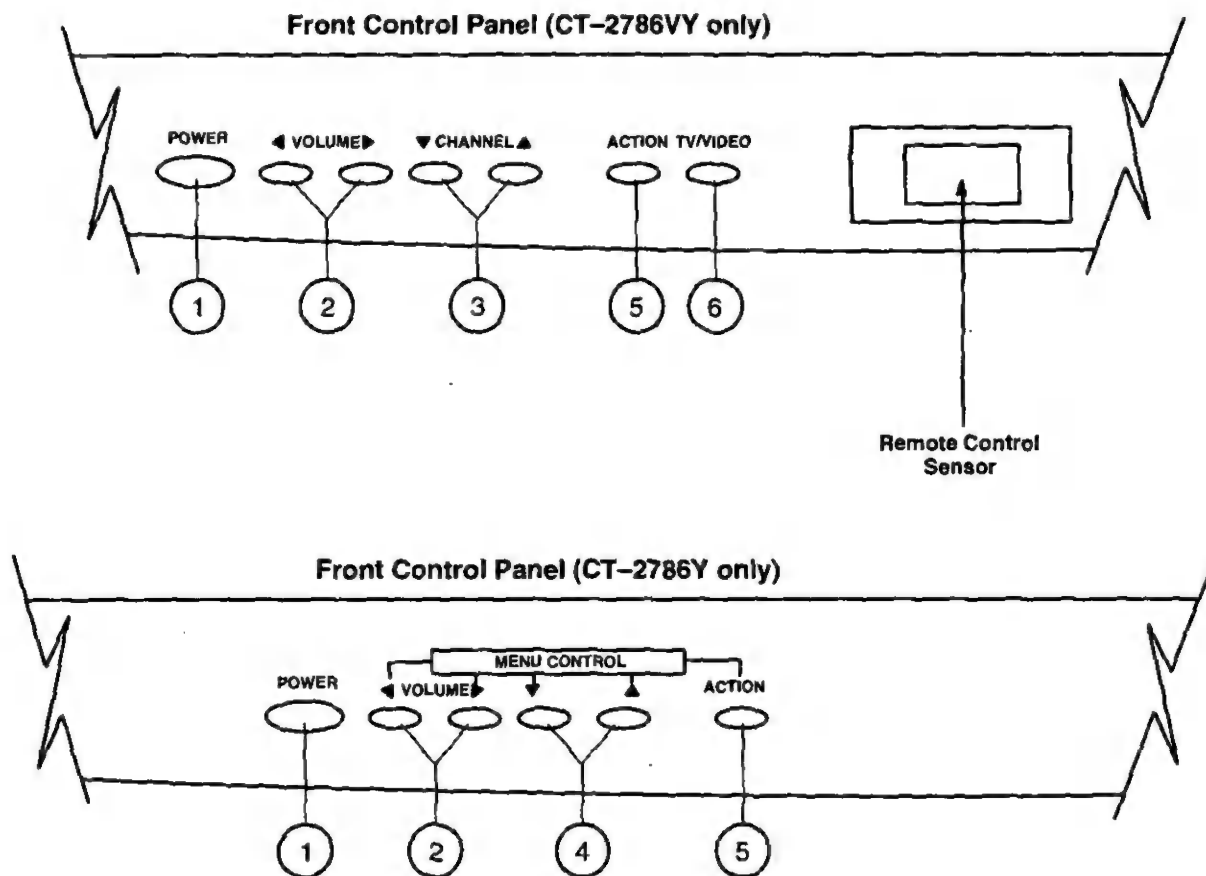 Front Control Panel (CT–2786VY only)
POWER ◀ VOLUME▶ ▼CHANNEL▲ ACTION TV/VIDEO
1 2 3 5 6
Remote Control
Sensor
Front Control Panel (CT–2786Y only)
MENU CONTROL
POWER ◀ VOLUME▶ ▼ ▲ ACTION
1 2 4 5